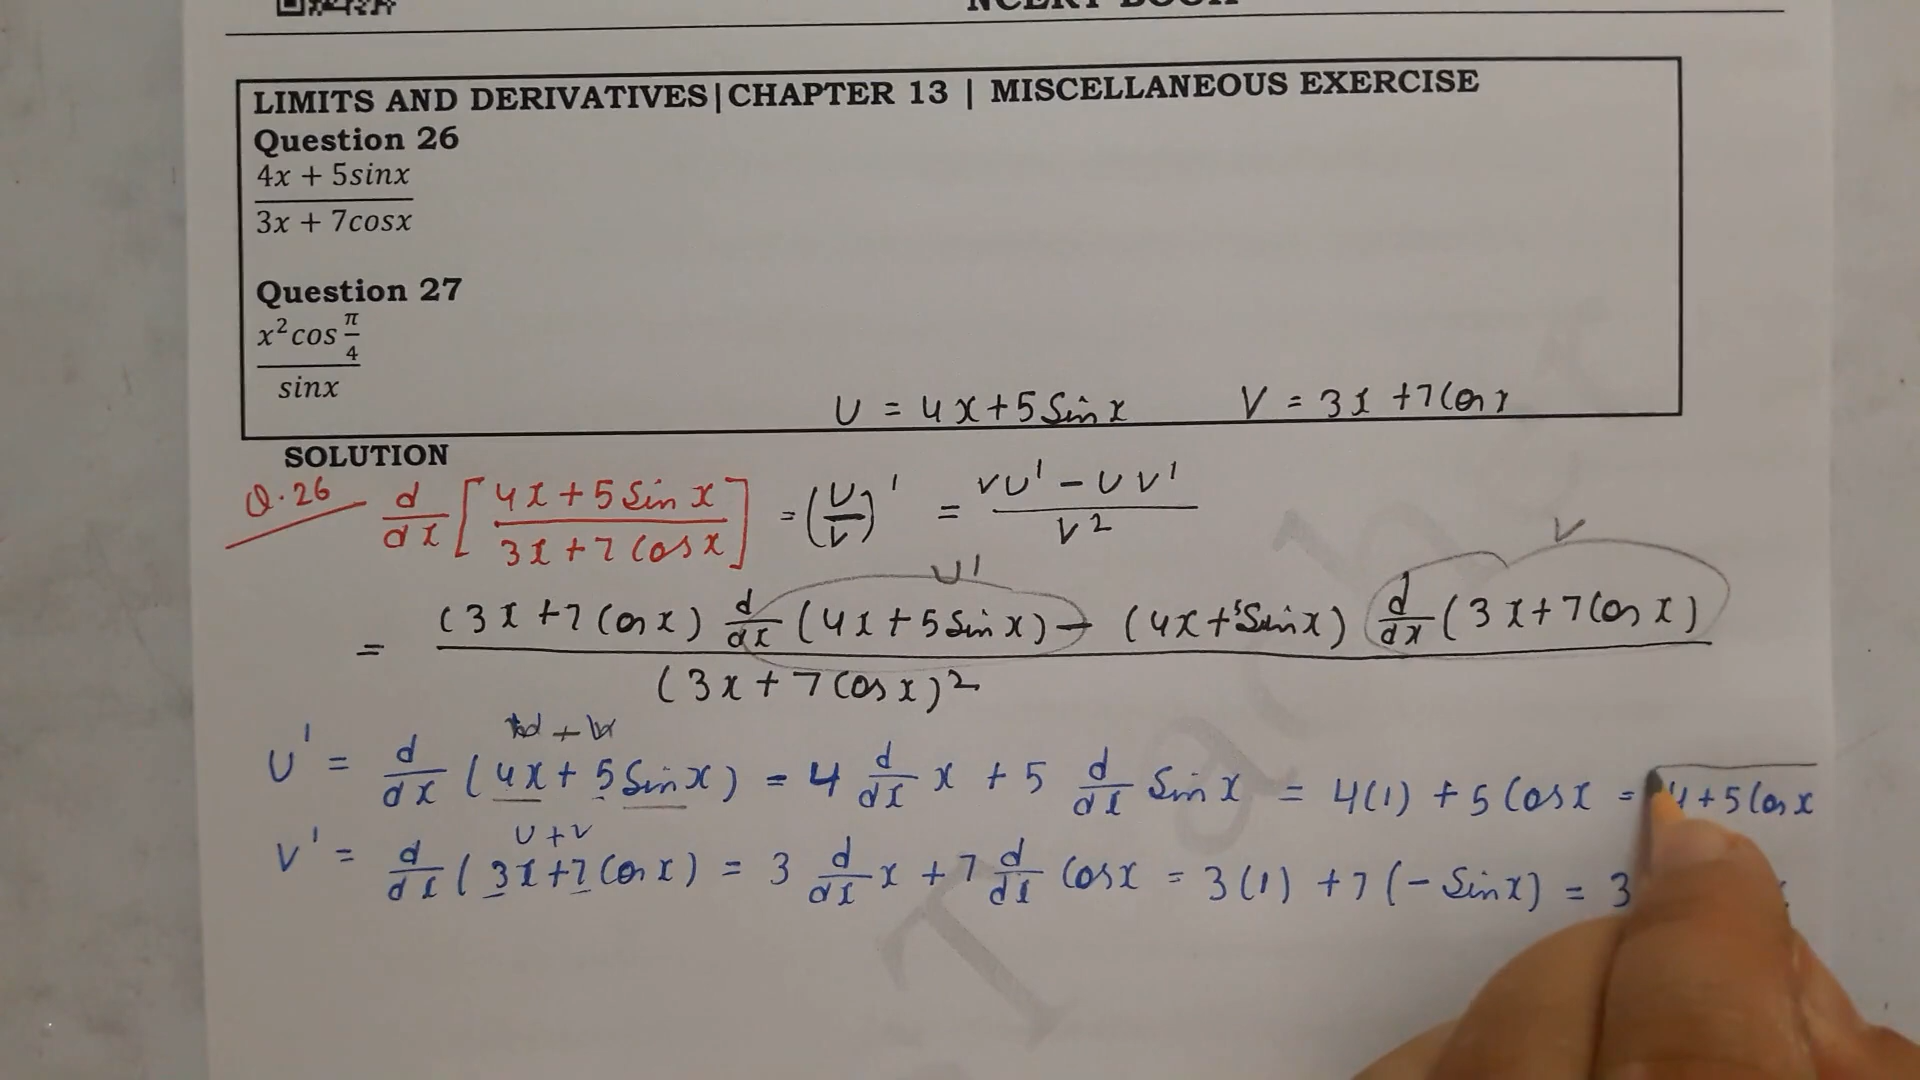 NCERT BOOK
LIMITS AND DERIVATIVES|CHAPTER 13 | MISCELLANEOUS EXERCISE
Question 26
4x + 5sinx
3x + 7cosx
Question 27
x² cos π/4
sinx
U = 4x+5 Sin x V = 3x +7 Cos x
SOLUTION
Q.26 d/dx [4x+5 Sin x / 3x+7 Cos x] = (U/V)' = VU' - UV' / V²
U' V
= (3x+7 Cos x) d/dx (4x+5 Sin x) - (4x+5 Sin x) d/dx (3x+7 Cos x)
(3x+7 Cos x)²
U' = d/dx (4x+5 Sin x) = 4 d/dx x + 5 d/dx Sin x = 4(1) + 5 Cos x = 4+5 Cos x
U+V
V' = d/dx (3x+7 Cos x) = 3 d/dx x + 7 d/dx Cos x = 3(1) +7(- Sin x) = 3